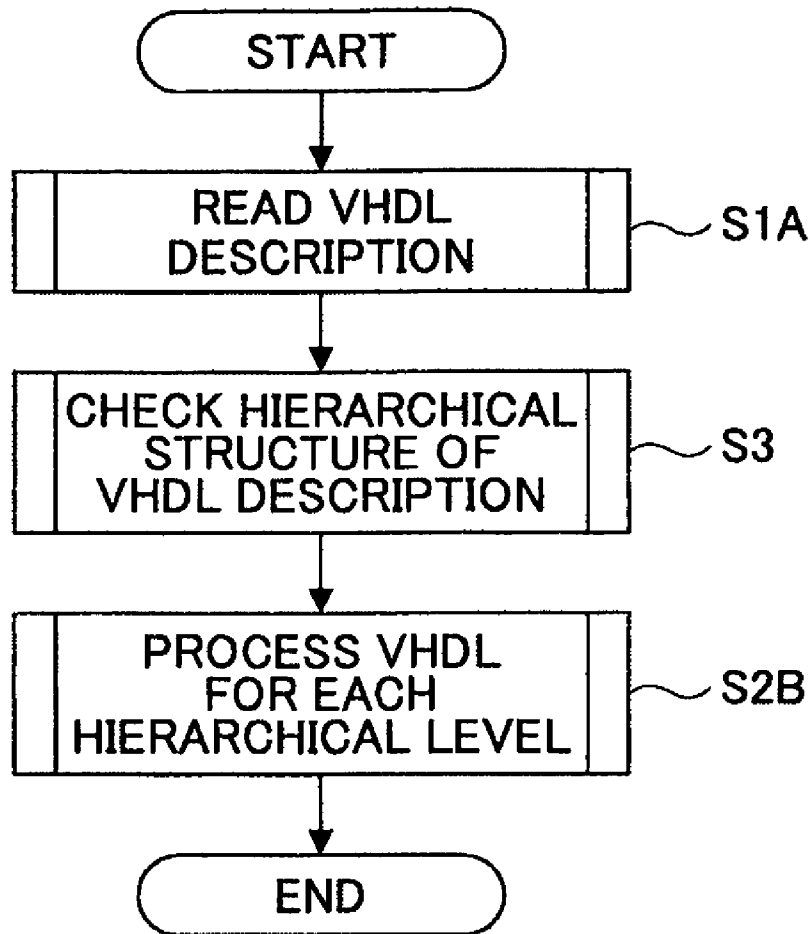 START
READ VHDL
DESCRIPTION
S1A
CHECK HIERARCHICAL
STRUCTURE OF
VHDL DESCRIPTION
S3
PROCESS VHDL
FOR EACH
HIERARCHICAL LEVEL
S2B
END